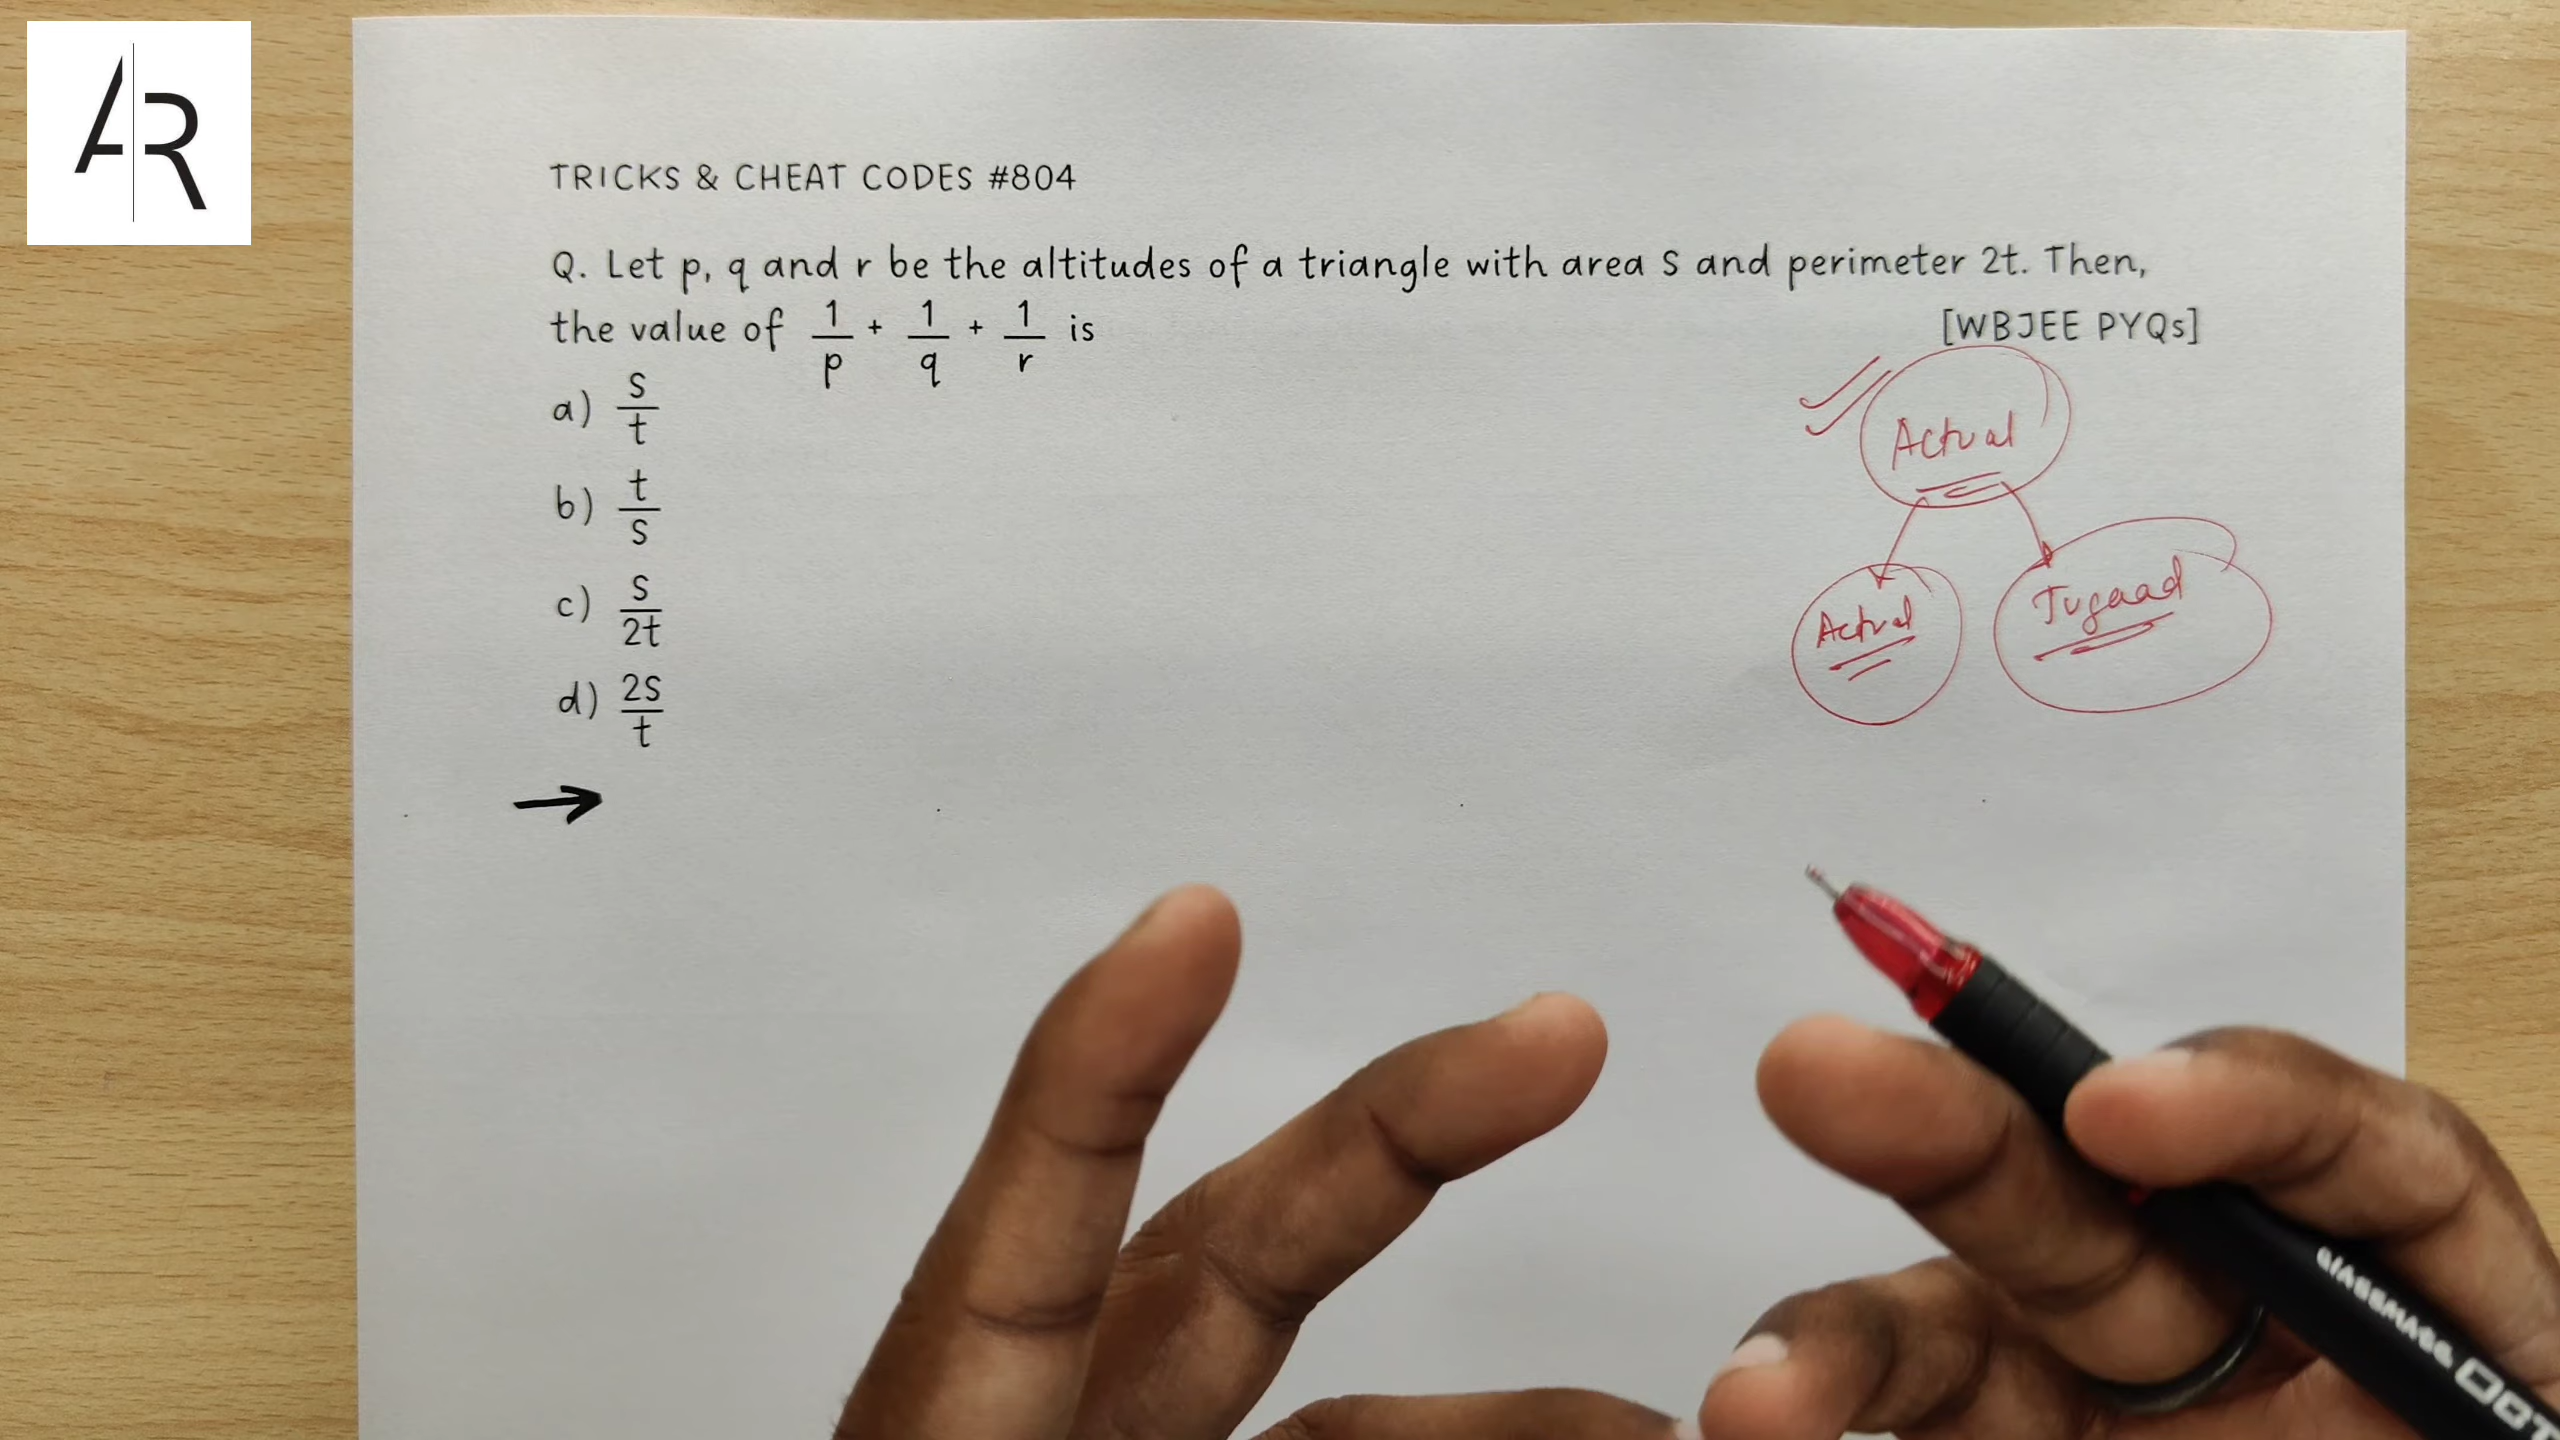 AR
TRICKS & CHEAT CODES #804
Q. Let p, q and r be the altitudes of a triangle with area S and perimeter 2t. Then,
the value of 1/p + 1/q + 1/r is
[WBJEE PYQs]
a) S/t
b) t/S
c) S/2t
d) 2S/t
→
Actual
Actual
Jugaad